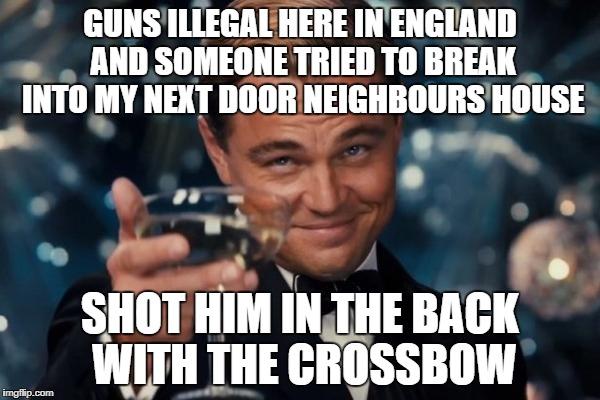 GUNS ILLEGAL HERE IN ENGLAND
AND SOMEONE TRIED TO BREAK
INTO MY NEXT DOOR NEIGHBOURS HOUSE
SHOT HIM IN THE BACK
WITH THE CROSSBOW
imgflip.com